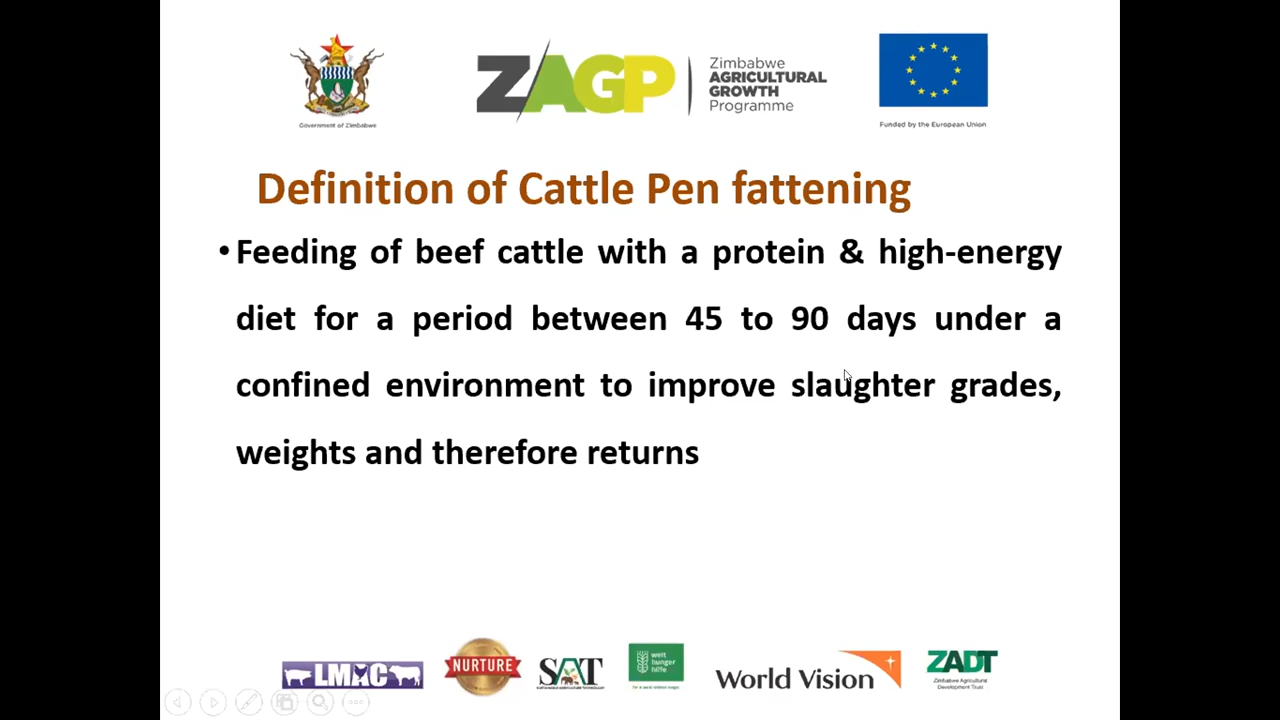 Government of Zimbabwe
ZAGP
Zimbabwe
AGRICULTURAL
GROWTH
Programme
Funded by the European Union
Definition of Cattle Pen fattening
• Feeding of beef cattle with a protein & high-energy
diet for a period between 45 to 90 days under a
confined environment to improve slaughter grades,
weights and therefore returns
LMAC
NURTURE
SAT
welt
hunger
hilfe
World Vision
ZADT
Zimbabwe Agricultural
Development Trust